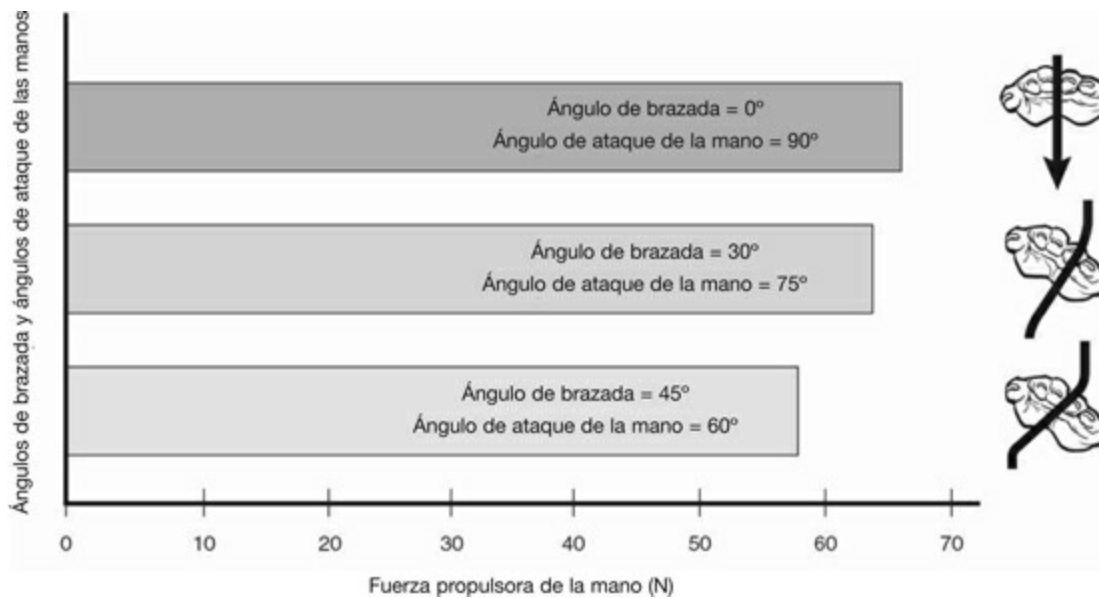 Ángulos de brazada y ángulos de ataque de las manos
Ángulo de brazada = 0º
Ángulo de ataque de la mano = 90º
Ángulo de brazada = 30º
Ángulo de ataque de la mano = 75º
Ángulo de brazada = 45º
Ángulo de ataque de la mano = 60º
0 10 20 30 40 50 60 70
Fuerza propulsora de la mano (N)